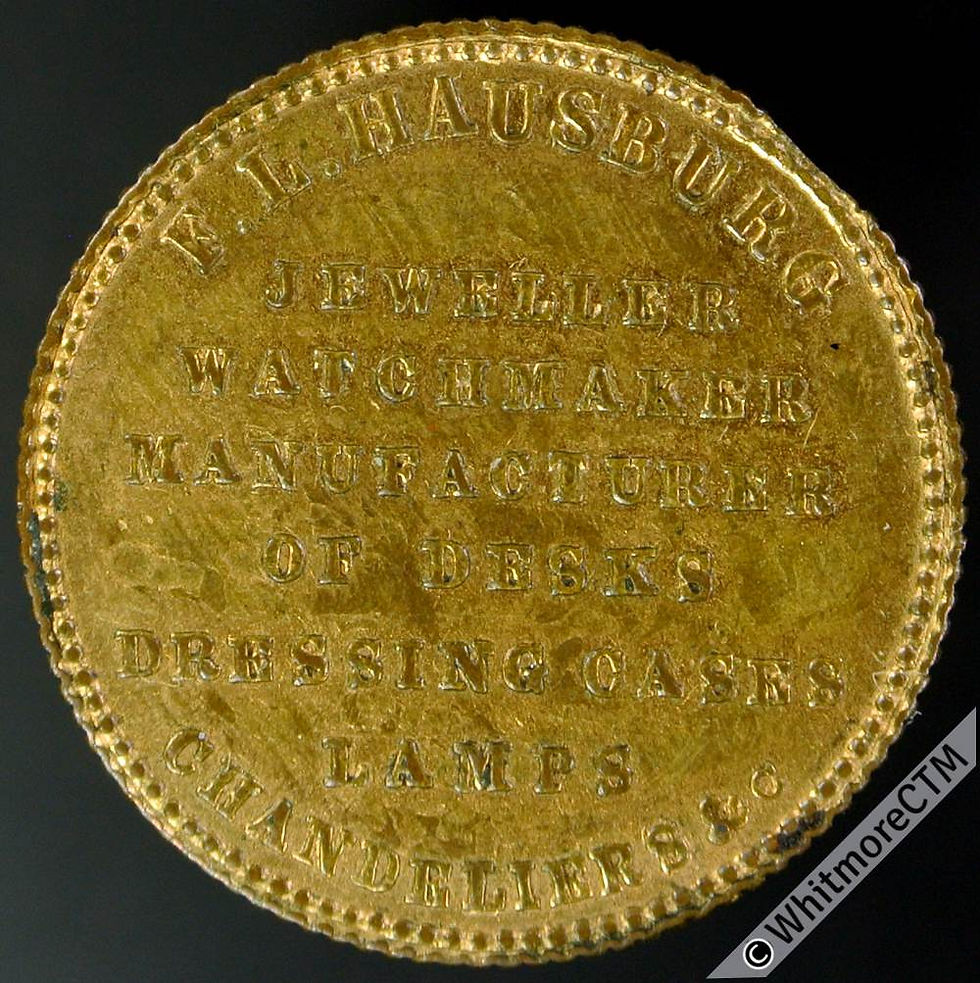 E. L. HAUSBURG
JEWELLER
WATCHMAKER
MANUFACTURER
OF DESKS
DRESSING CASES
LAMPS
CHANDELIERS & C
© WhitmoreCTM